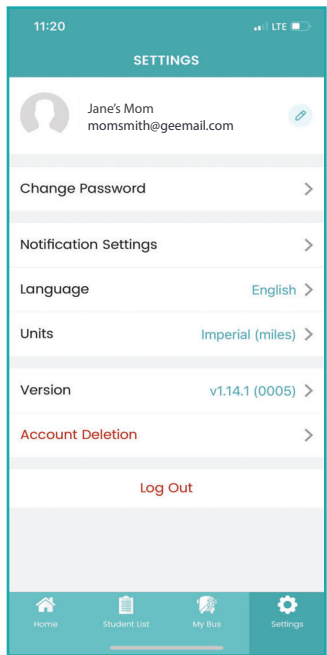 11:20 LTE
SETTINGS
Jane's Mom
momsmith@geemail.com
Change Password
Notification Settings
Language English
Units Imperial (miles)
Version v1.14.1 (0005)
Account Deletion
Log Out
Home Student List My Bus Settings